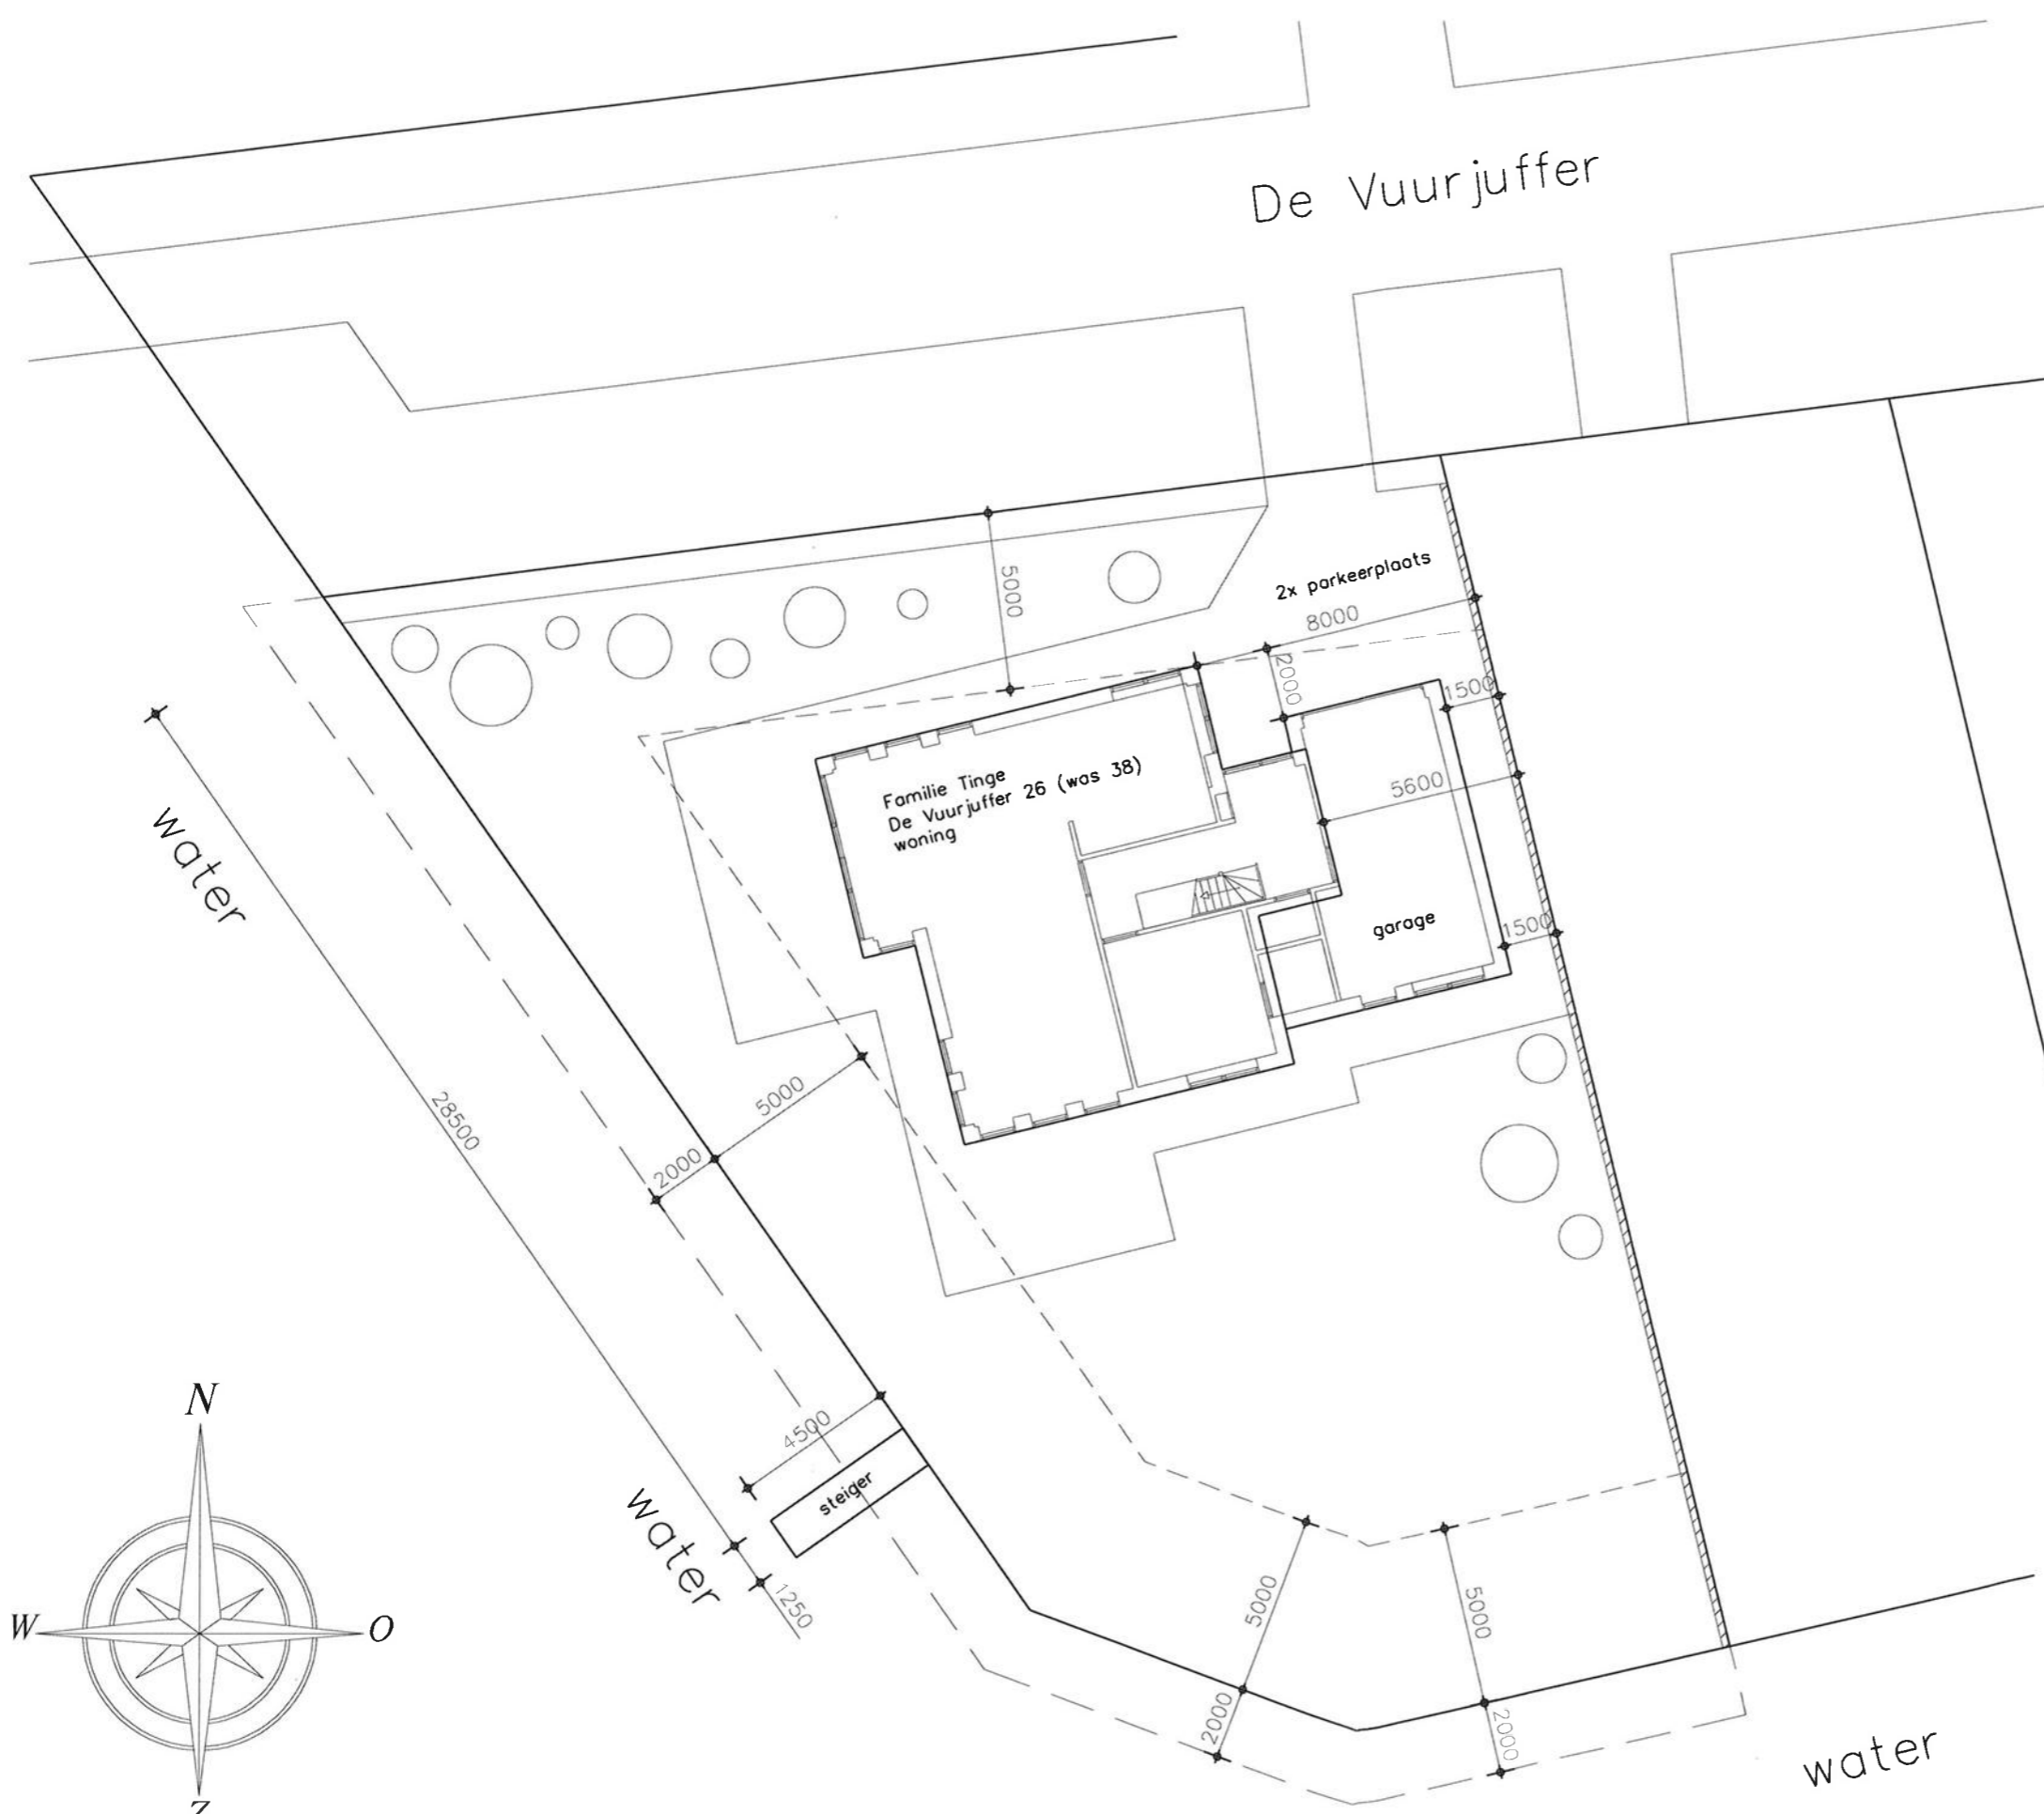 De Vuurjuffer
5000
2x parkeerplaats
8000
2000
1500
Familie Tinge
De Vuurjuffer 26 (was 38)
woning
5600
garage
1500
water
28500
5000
2000
4500
steiger
water
1250
5000
2000
5000
2000
water
N
W
O
Z